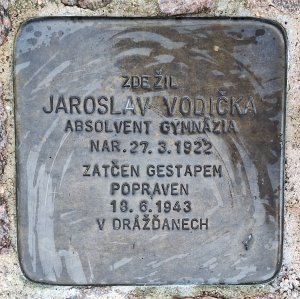 ZDE ŽIL
JAROSLAV VODIČKA
ABSOLVENT GYMNÁZIA
NAR. 27. 3. 1922
ZATČEN GESTAPEM
POPRAVEN
18. 6. 1943
V DRÁŽĎANECH